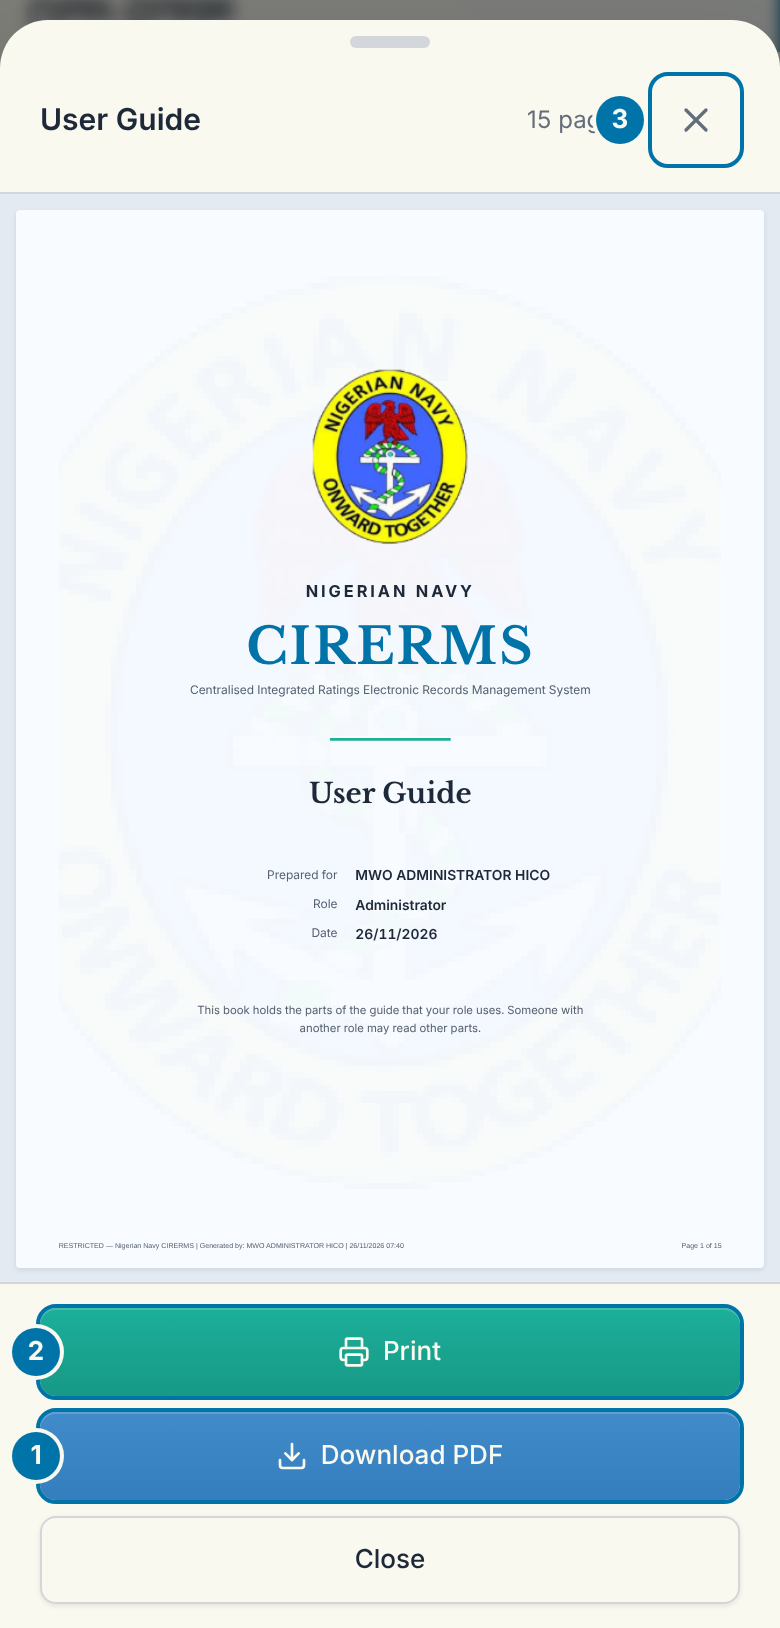 User Guide
15 pag
3
NIGERIAN NAVY
ONWARD TOGETHER
NIGERIAN NAVY
CIRERMS
Centralised Integrated Ratings Electronic Records Management System
User Guide
Prepared for MWO ADMINISTRATOR HICO
Role Administrator
Date 26/11/2026
This book holds the parts of the guide that your role uses. Someone with
another role may read other parts.
NIGERIAN NAVY
ONWARD TOGETHER
RESTRICTED — Nigerian Navy CIRERMS | Generated by: MWO ADMINISTRATOR HICO | 26/11/2026 07:40
Page 1 of 15
2
Print
1
Download PDF
Close